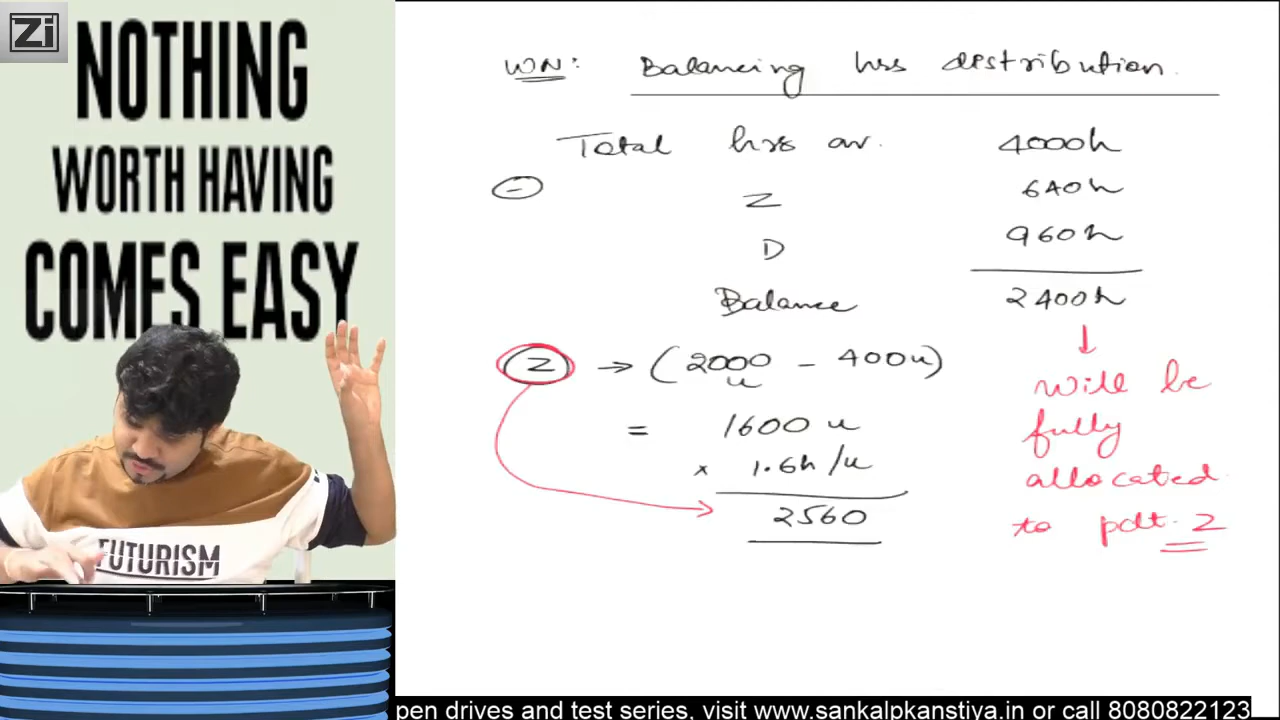 Zi
NOTHING
WORTH HAVING
COMES EASY
FUTURISM
WN: Balancing hrs distribution.
Total hrs av. 4000h
(-) Z 640h
D 960h
Balance 2400h
Z → (2000u - 400u)
= 1600 u
× 1.6h/u
2560
↓
will be
fully
allocated
to pdt. Z
pen drives and test series, visit www.sankalpkanstiya.in or call 8080822123